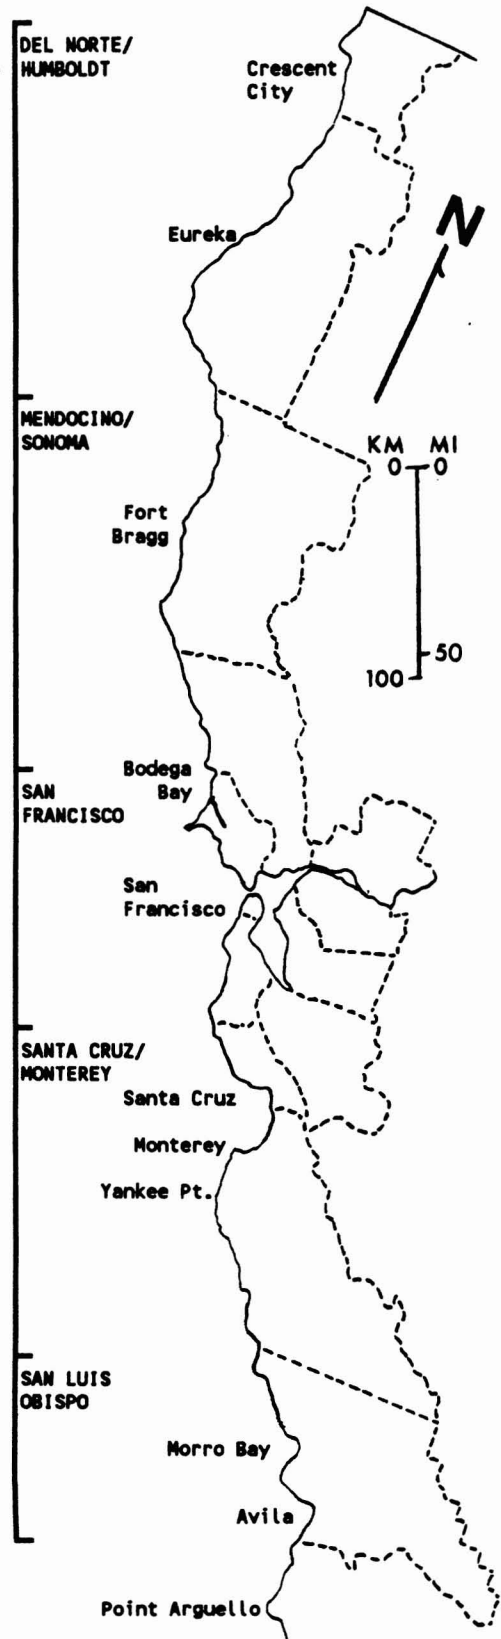 DEL NORTE/
HUMBOLDT
Crescent
City
N
Eureka
MENDOCINO/
SONOMA
KM MI
0 0
Fort
Bragg
50
100
Bodega
Bay
SAN
FRANCISCO
San
Francisco
SANTA CRUZ/
MONTEREY
Santa Cruz
Monterey
Yankee Pt.
SAN LUIS
OBISPO
Morro Bay
Avila
Point Arguello